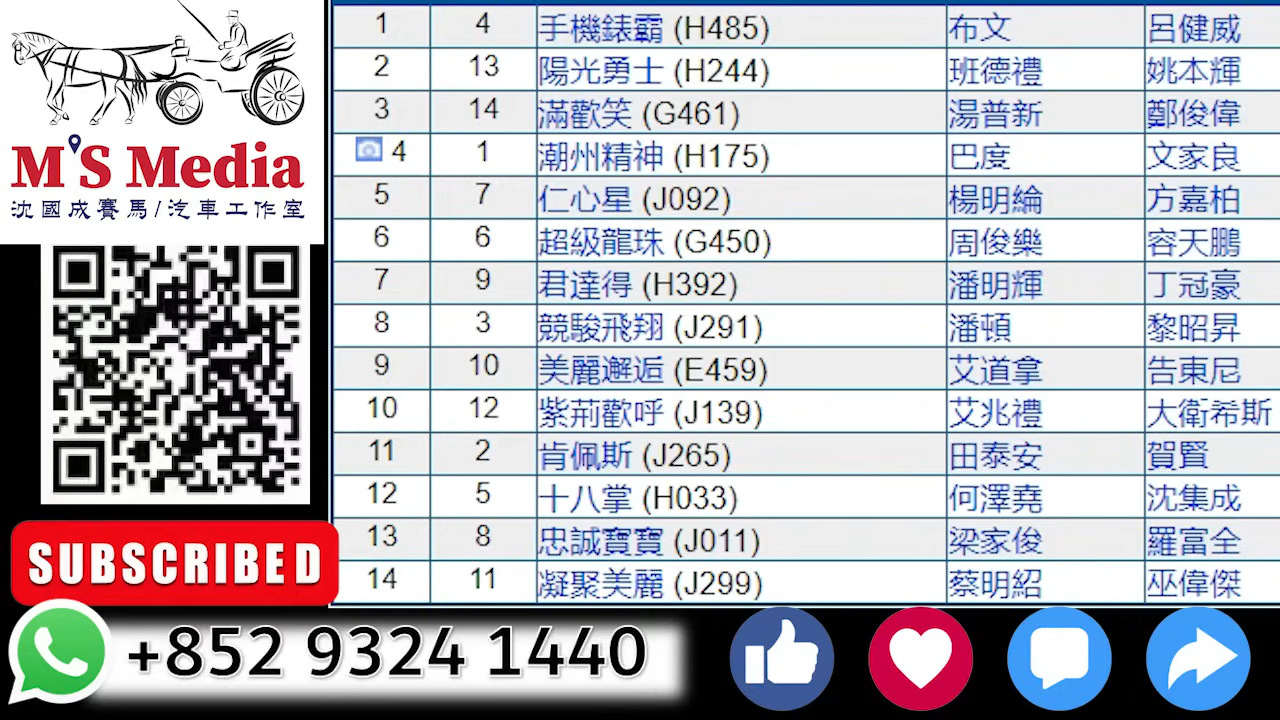 M'S Media
沈國成賽馬/汽車工作室
1 4 手機錶霸 (H485) 布文 呂健威
2 13 陽光勇士 (H244) 班德禮 姚本輝
3 14 滿歡笑 (G461) 湯普新 鄭俊偉
4 1 潮州精神 (H175) 巴度 文家良
5 7 仁心星 (J092) 楊明綸 方嘉柏
6 6 超級龍珠 (G450) 周俊樂 容天鵬
7 9 君達得 (H392) 潘明輝 丁冠豪
8 3 競駿飛翔 (J291) 潘頓 黎昭昇
9 10 美麗邂逅 (E459) 艾道拿 告東尼
10 12 紫荊歡呼 (J139) 艾兆禮 大衛希斯
11 2 肯佩斯 (J265) 田泰安 賀賢
12 5 十八掌 (H033) 何澤堯 沈集成
13 8 忠誠寶寶 (J011) 梁家俊 羅富全
14 11 凝聚美麗 (J299) 蔡明紹 巫偉傑
SUBSCRIBED
+852 9324 1440